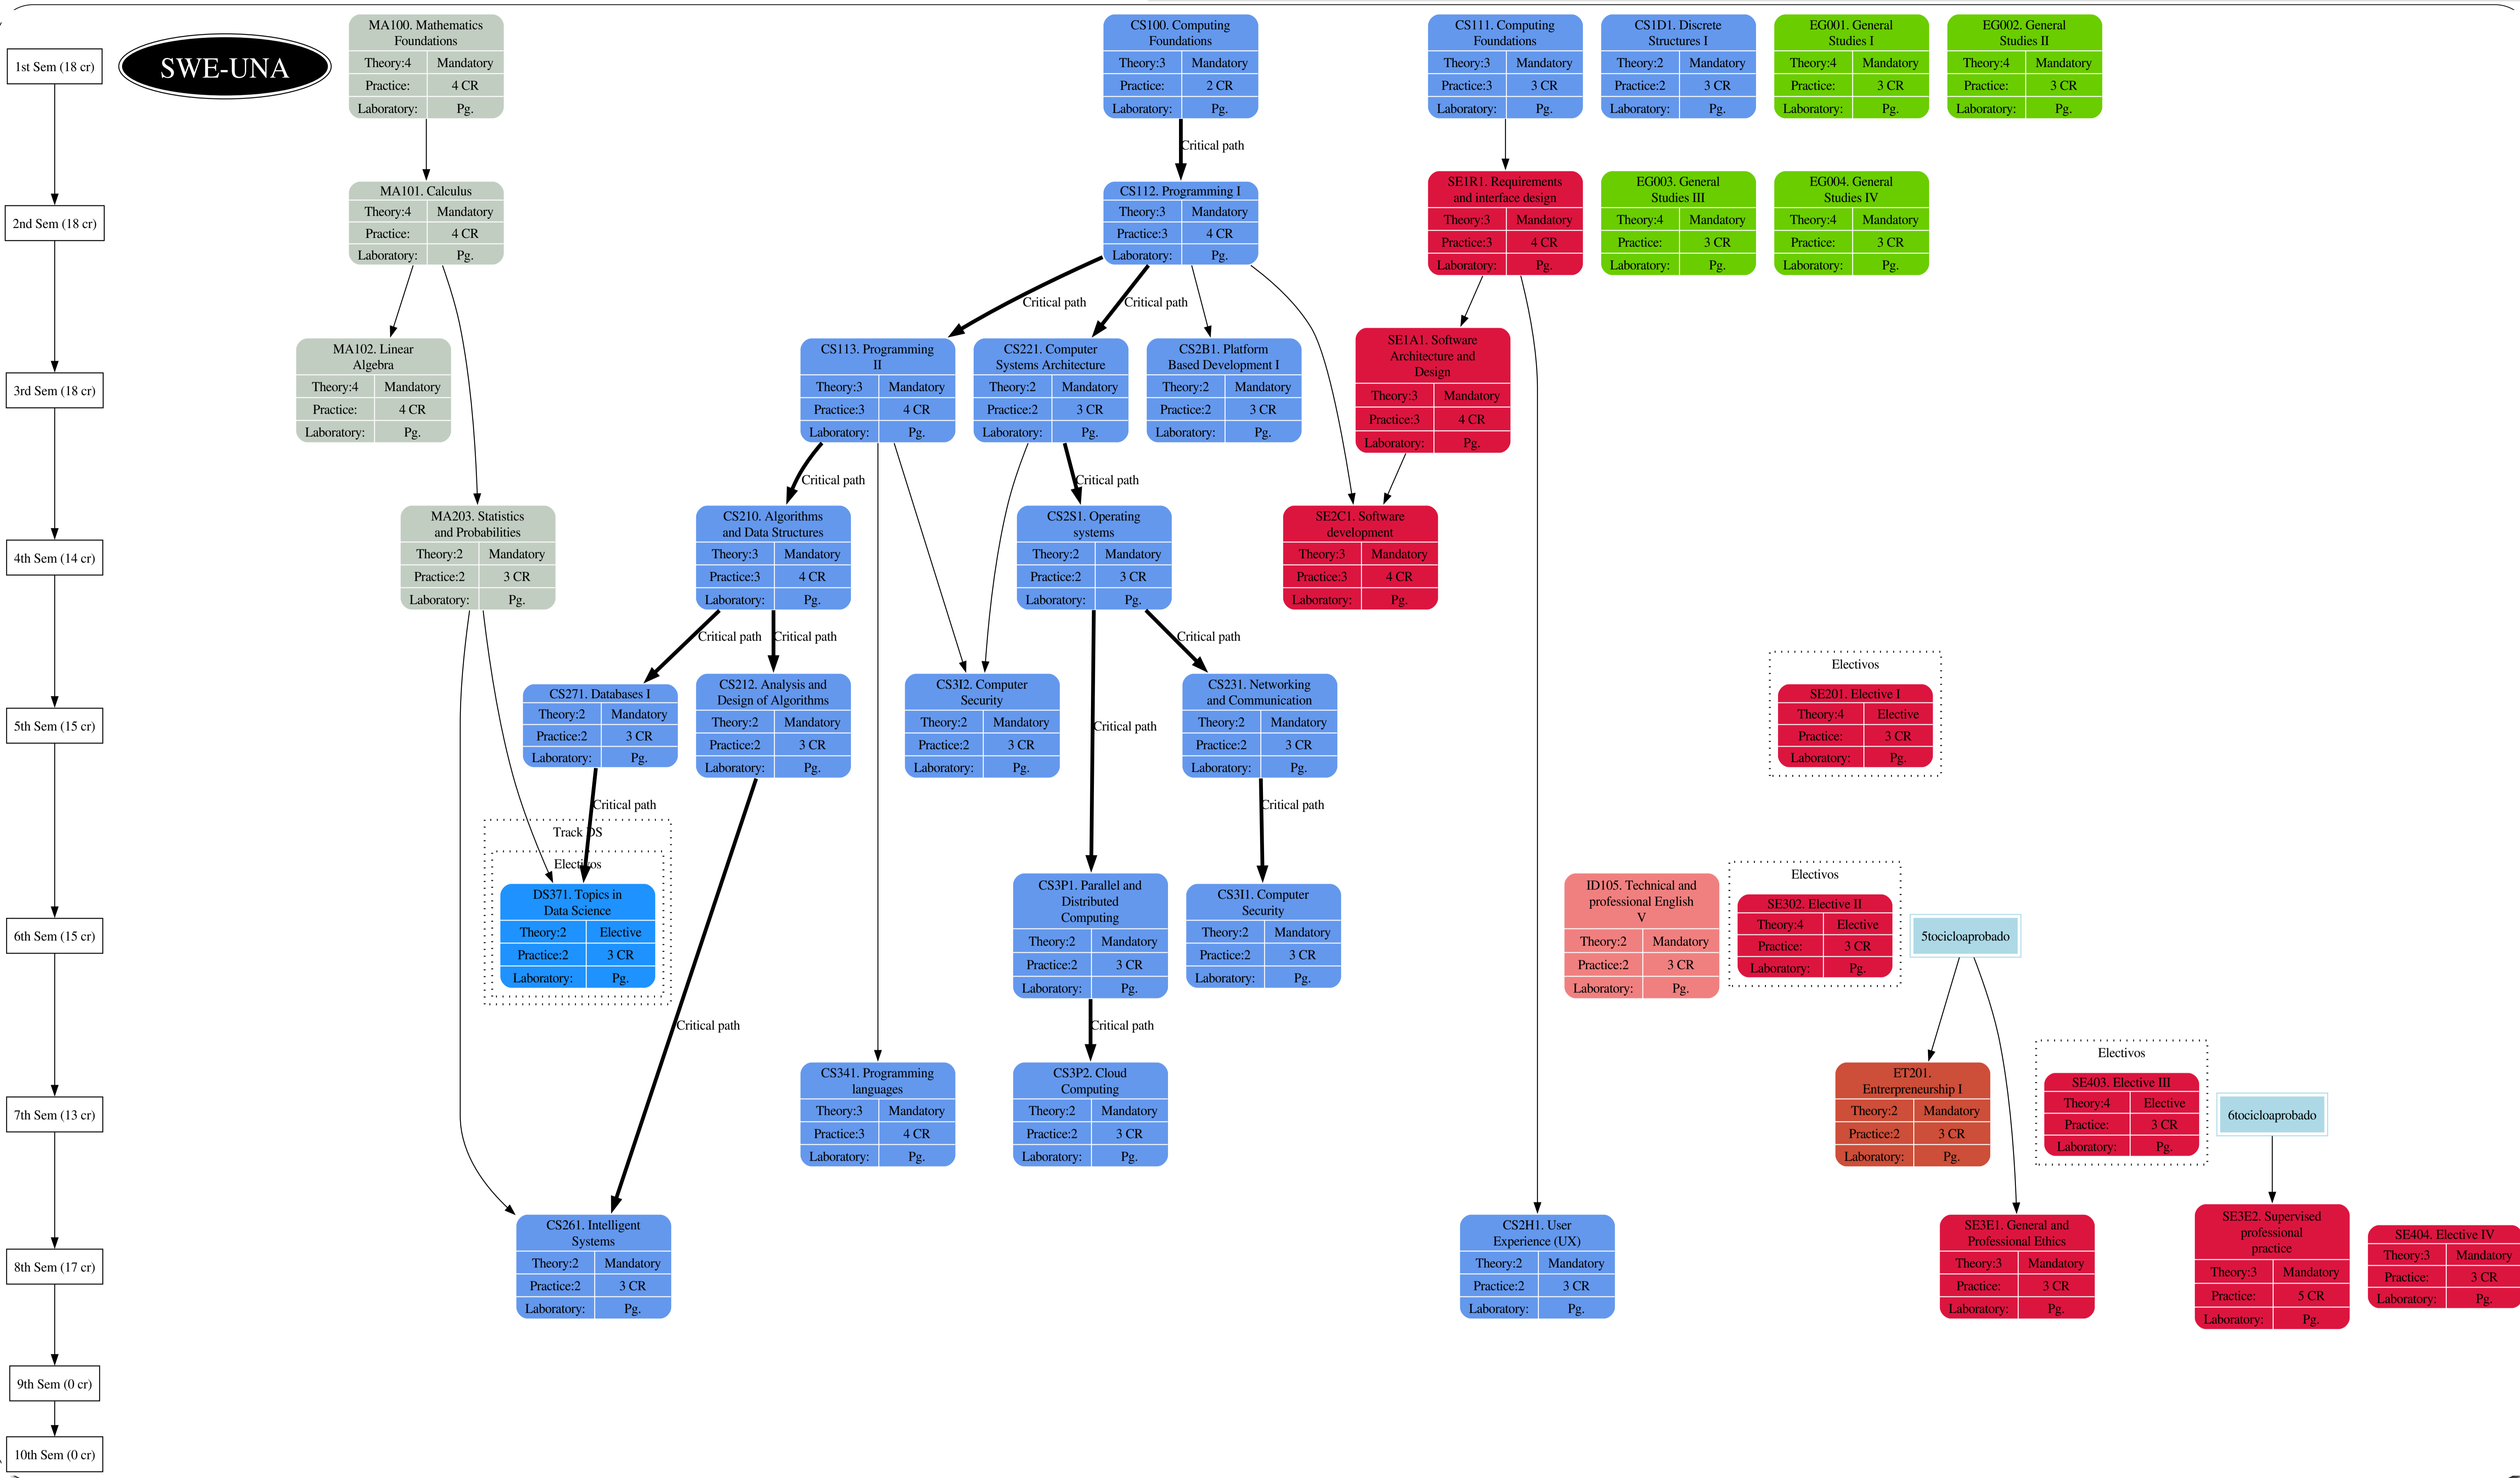 SWE-UNA
1st Sem (18 cr)
MA100. Mathematics
Foundations
Theory:4
Mandatory
Practice:
4 CR
Laboratory:
Pg.
CS100. Computing
Foundations
Theory:3
Mandatory
Practice:
2 CR
Laboratory:
Pg.
CS111. Computing
Foundations
Theory:3
Mandatory
Practice:3
3 CR
Laboratory:
Pg.
CS1D1. Discrete
Structures I
Theory:2
Mandatory
Practice:2
3 CR
Laboratory:
Pg.
EG001. General
Studies I
Theory:4
Mandatory
Practice:
3 CR
Laboratory:
Pg.
EG002. General
Studies II
Theory:4
Mandatory
Practice:
3 CR
Laboratory:
Pg.
Critical path
2nd Sem (18 cr)
MA101. Calculus
Theory:4
Mandatory
Practice:
4 CR
Laboratory:
Pg.
CS112. Programming I
Theory:3
Mandatory
Practice:3
4 CR
Laboratory:
Pg.
SE1R1. Requirements
and interface design
Theory:3
Mandatory
Practice:3
4 CR
Laboratory:
Pg.
EG003. General
Studies III
Theory:4
Mandatory
Practice:
3 CR
Laboratory:
Pg.
EG004. General
Studies IV
Theory:4
Mandatory
Practice:
3 CR
Laboratory:
Pg.
Critical path
Critical path
3rd Sem (18 cr)
MA102. Linear
Algebra
Theory:4
Mandatory
Practice:
4 CR
Laboratory:
Pg.
CS113. Programming
II
Theory:3
Mandatory
Practice:3
4 CR
Laboratory:
Pg.
CS221. Computer
Systems Architecture
Theory:2
Mandatory
Practice:2
3 CR
Laboratory:
Pg.
CS2B1. Platform
Based Development I
Theory:2
Mandatory
Practice:2
3 CR
Laboratory:
Pg.
SE1A1. Software
Architecture and
Design
Theory:3
Mandatory
Practice:3
4 CR
Laboratory:
Pg.
Critical path
Critical path
4th Sem (14 cr)
MA203. Statistics
and Probabilities
Theory:2
Mandatory
Practice:2
3 CR
Laboratory:
Pg.
CS210. Algorithms
and Data Structures
Theory:3
Mandatory
Practice:3
4 CR
Laboratory:
Pg.
CS2S1. Operating
systems
Theory:2
Mandatory
Practice:2
3 CR
Laboratory:
Pg.
SE2C1. Software
development
Theory:3
Mandatory
Practice:3
4 CR
Laboratory:
Pg.
Critical path
Critical path
Critical path
5th Sem (15 cr)
CS271. Databases I
Theory:2
Mandatory
Practice:2
3 CR
Laboratory:
Pg.
CS212. Analysis and
Design of Algorithms
Theory:2
Mandatory
Practice:2
3 CR
Laboratory:
Pg.
CS3I2. Computer
Security
Theory:2
Mandatory
Practice:2
3 CR
Laboratory:
Pg.
Critical path
CS231. Networking
and Communication
Theory:2
Mandatory
Practice:2
3 CR
Laboratory:
Pg.
Electivos
SE201. Elective I
Theory:4
Elective
Practice:
3 CR
Laboratory:
Pg.
Critical path
Critical path
6th Sem (15 cr)
Track DS
Electivos
DS371. Topics in
Data Science
Theory:2
Elective
Practice:2
3 CR
Laboratory:
Pg.
CS3P1. Parallel and
Distributed
Computing
Theory:2
Mandatory
Practice:2
3 CR
Laboratory:
Pg.
CS3I1. Computer
Security
Theory:2
Mandatory
Practice:2
3 CR
Laboratory:
Pg.
ID105. Technical and
professional English
V
Theory:2
Mandatory
Practice:2
3 CR
Laboratory:
Pg.
Electivos
SE302. Elective II
Theory:4
Elective
Practice:
3 CR
Laboratory:
Pg.
5tocicloaprobado
Critical path
Critical path
7th Sem (13 cr)
CS341. Programming
languages
Theory:3
Mandatory
Practice:3
4 CR
Laboratory:
Pg.
CS3P2. Cloud
Computing
Theory:2
Mandatory
Practice:2
3 CR
Laboratory:
Pg.
ET201.
Entrerpreneurship I
Theory:2
Mandatory
Practice:2
3 CR
Laboratory:
Pg.
Electivos
SE403. Elective III
Theory:4
Elective
Practice:
3 CR
Laboratory:
Pg.
6tocicloaprobado
8th Sem (17 cr)
CS261. Intelligent
Systems
Theory:2
Mandatory
Practice:2
3 CR
Laboratory:
Pg.
CS2H1. User
Experience (UX)
Theory:2
Mandatory
Practice:2
3 CR
Laboratory:
Pg.
SE3E1. General and
Professional Ethics
Theory:3
Mandatory
Practice:
3 CR
Laboratory:
Pg.
SE3E2. Supervised
professional
practice
Theory:3
Mandatory
Practice:
5 CR
Laboratory:
Pg.
SE404. Elective IV
Theory:3
Mandatory
Practice:
3 CR
Laboratory:
Pg.
9th Sem (0 cr)
10th Sem (0 cr)